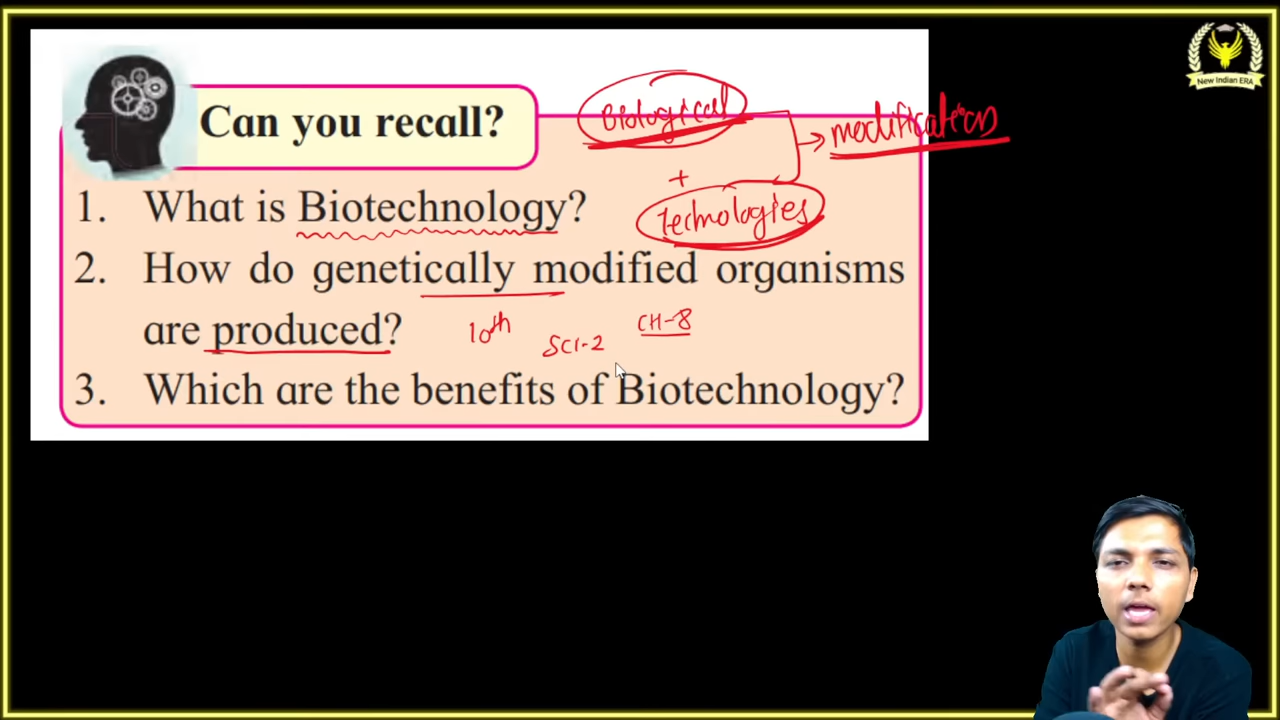 New Indian ERA
Can you recall?
Biological
+
Technologies
modifications
1. What is Biotechnology?
2. How do genetically modified organisms
are produced?
10th
SCI-2
CH-8
3. Which are the benefits of Biotechnology?